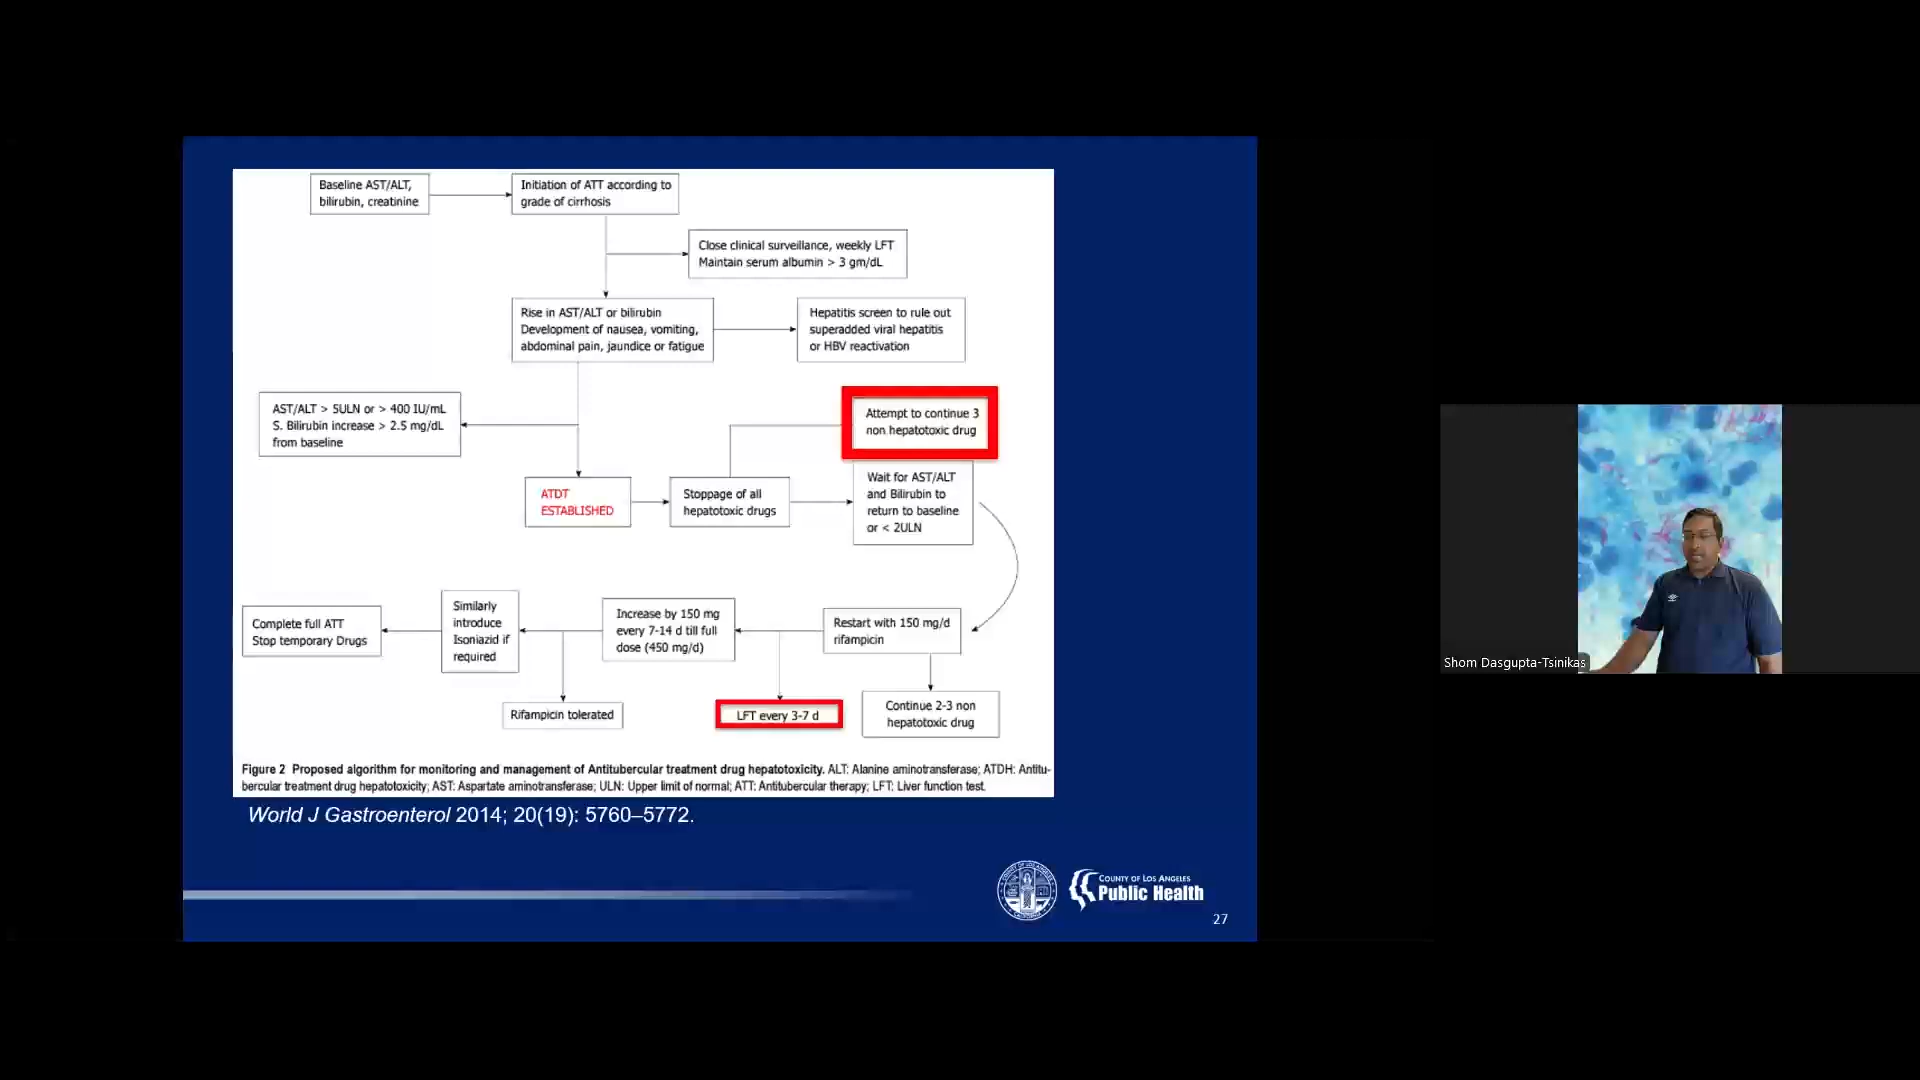 Baseline AST/ALT,
bilirubin, creatinine
Initiation of ATT according to
grade of cirrhosis
Close clinical surveillance, weekly LFT
Maintain serum albumin > 3 gm/dL
Rise in AST/ALT or bilirubin
Development of nausea, vomiting,
abdominal pain, jaundice or fatigue
Hepatitis screen to rule out
superadded viral hepatitis
or HBV reactivation
AST/ALT > 5ULN or > 400 IU/mL
S. Bilirubin increase > 2.5 mg/dL
from baseline
Attempt to continue 3
non hepatotoxic drug
ATDT
ESTABLISHED
Stoppage of all
hepatotoxic drugs
Wait for AST/ALT
and Bilirubin to
return to baseline
or < 2ULN
Complete full ATT
Stop temporary Drugs
Similarly
introduce
Isoniazid if
required
Increase by 150 mg
every 7-14 d till full
dose (450 mg/d)
Restart with 150 mg/d
rifampicin
Rifampicin tolerated
LFT every 3-7 d
Continue 2-3 non
hepatotoxic drug
Figure 2 Proposed algorithm for monitoring and management of Antitubercular treatment drug hepatotoxicity. ALT: Alanine aminotransferase; ATDH: Antitu-
bercular treatment drug hepatotoxicity; AST: Aspartate aminotransferase; ULN: Upper limit of normal; ATT: Antitubercular therapy; LFT: Liver function test.
World J Gastroenterol 2014; 20(19): 5760–5772.
County of Los Angeles
Public Health
27
Shom Dasgupta-Tsinikas